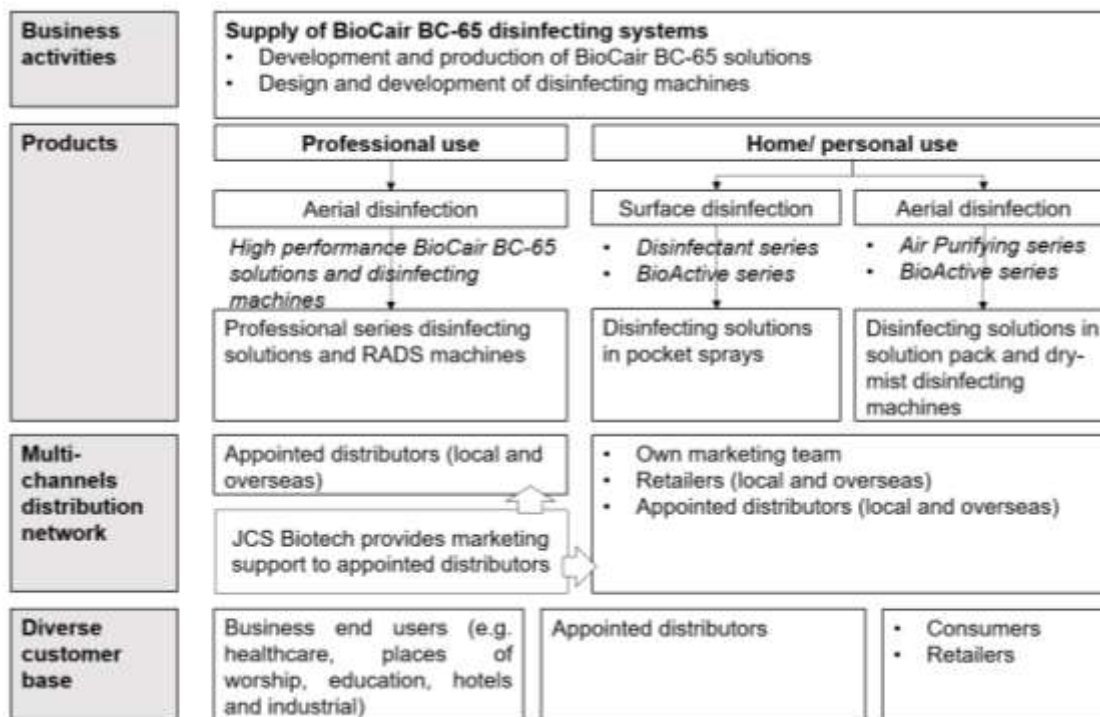 Business
activities
Supply of BioCair BC-65 disinfecting systems
• Development and production of BioCair BC-65 solutions
• Design and development of disinfecting machines
Products
Professional use
Home/ personal use
Aerial disinfection
Surface disinfection
Aerial disinfection
High performance BioCair BC-65
solutions and disinfecting
machines
• Disinfectant series
• BioActive series
• Air Purifying series
• BioActive series
Professional series disinfecting
solutions and RADS machines
Disinfecting solutions
in pocket sprays
Disinfecting solutions in
solution pack and dry-
mist disinfecting
machines
Multi-
channels
distribution
network
Appointed distributors (local and
overseas)
JCS Biotech provides marketing
support to appointed distributors
• Own marketing team
• Retailers (local and overseas)
• Appointed distributors (local and overseas)
Diverse
customer
base
Business end users (e.g.
healthcare, places of
worship, education, hotels
and industrial)
Appointed distributors
• Consumers
• Retailers